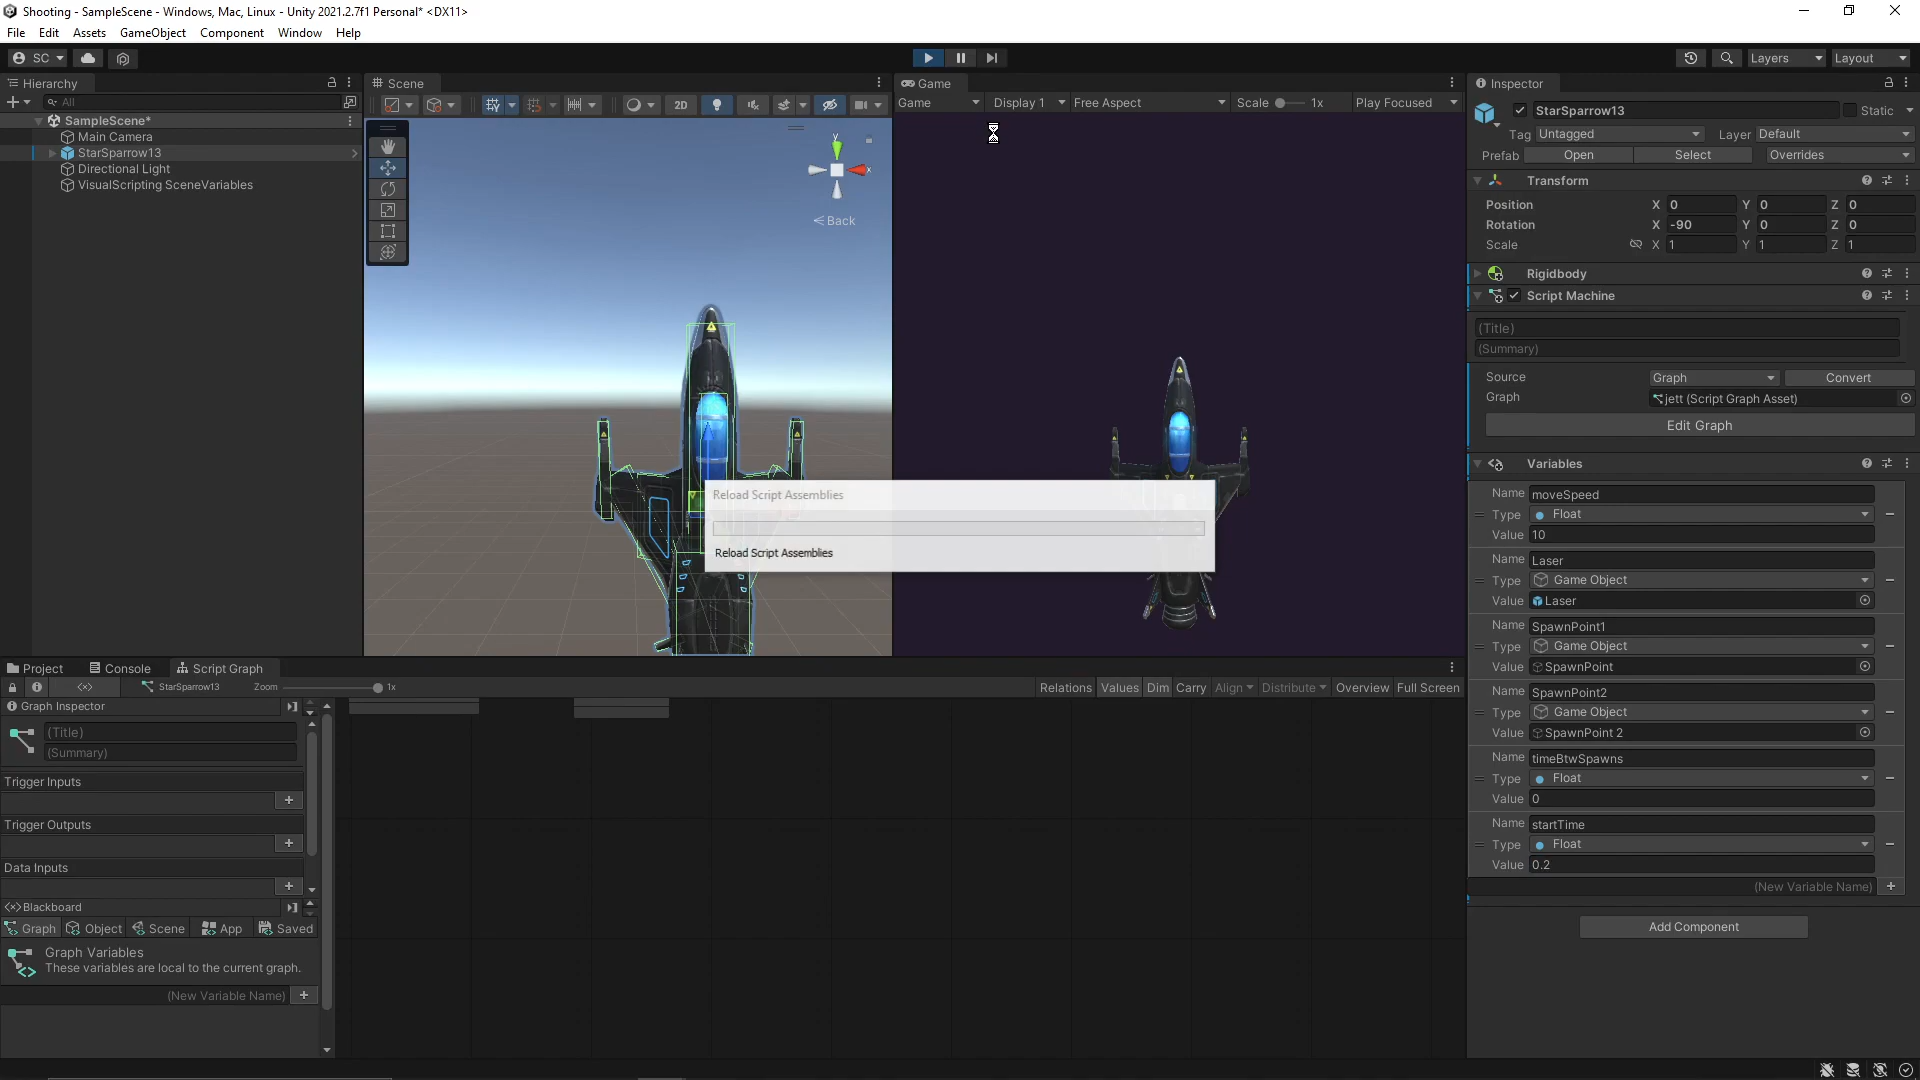 Shooting - SampleScene - Windows, Mac, Linux - Unity 2021.2.7f1 Personal* <DX11>
File Edit Assets GameObject Component Window Help
SC Layers Layout
Hierarchy
All
SampleScene*
Main Camera
StarSparrow13
Directional Light
VisualScripting SceneVariables
Scene
2D
y
x
< Back
Game
Game Display 1 Free Aspect Scale 1x Play Focused
Reload Script Assemblies
Reload Script Assemblies
Inspector
StarSparrow13 Static
Tag Untagged Layer Default
Prefab Open Select Overrides
Transform
Position X 0 Y 0 Z 0
Rotation X -90 Y 0 Z 0
Scale X 1 Y 1 Z 1
Rigidbody
Script Machine
(Title)
(Summary)
Source Graph Convert
Graph jett (Script Graph Asset)
Edit Graph
Variables
Name moveSpeed
Type Float
Value 10
Name Laser
Type Game Object
Value Laser
Name SpawnPoint1
Type Game Object
Value SpawnPoint
Name SpawnPoint2
Type Game Object
Value SpawnPoint 2
Name timeBtwSpawns
Type Float
Value 0
Name startTime
Type Float
Value 0.2
(New Variable Name)
Add Component
Project Console Script Graph
StarSparrow13 Zoom 1x Relations Values Dim Carry Align Distribute Overview Full Screen
Graph Inspector
(Title)
(Summary)
Trigger Inputs
Trigger Outputs
Data Inputs
Blackboard
Graph Object Scene App Saved
Graph Variables
These variables are local to the current graph.
(New Variable Name)